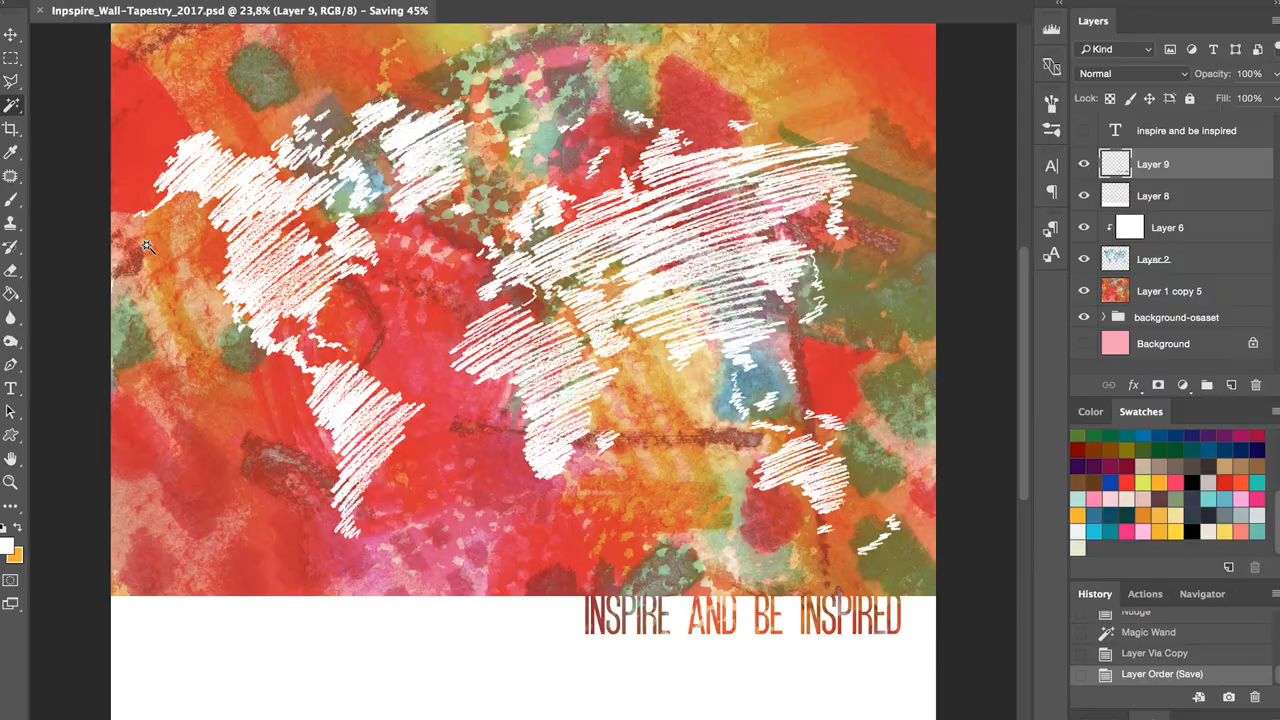 Inpspire_Wall-Tapestry_2017.psd @ 23,8% (Layer 9, RGB/8) - Saving 45%
Layers
Kind
Normal Opacity: 100%
Lock: Fill: 100%
inspire and be inspired
Layer 9
Layer 8
Layer 6
Layer 2
Layer 1 copy 5
background-osaset
Background
fx
Color Swatches
History Actions Navigator
Nudge
Magic Wand
Layer Via Copy
Layer Order (Save)
INSPIRE AND BE INSPIRED